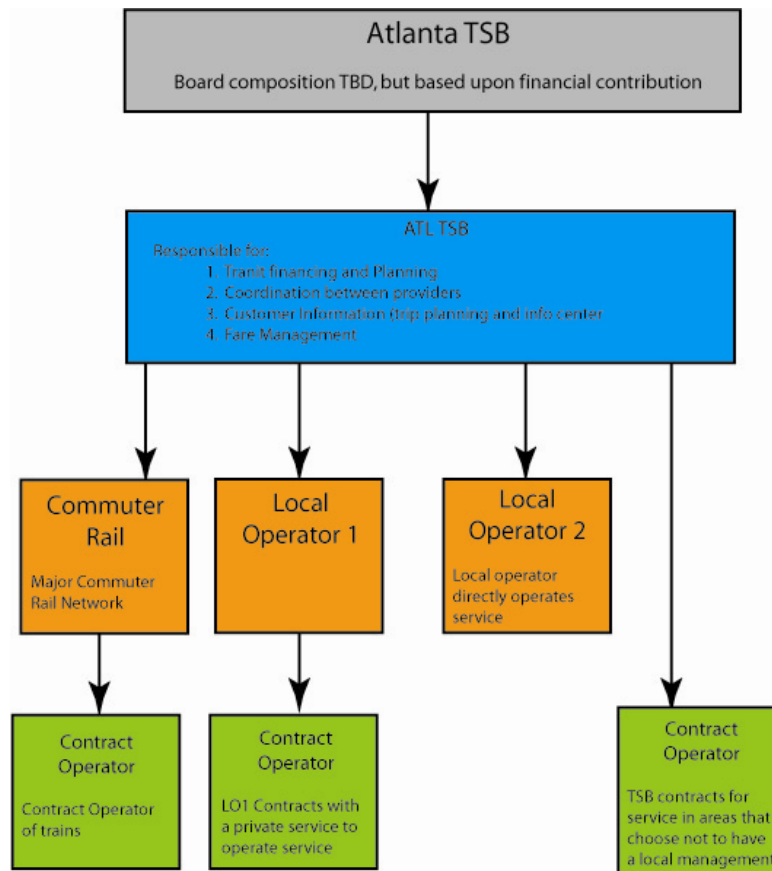 Atlanta TSB
Board composition TBD, but based upon financial contribution
ATL TSB
Responsible for:
1. Tranit financing and Planning
2. Coordination between providers
3. Customer Information (trip planning and info center
4. Fare Management
Commuter
Rail
Major Commuter
Rail Network
Local
Operator 1
Local
Operator 2
Local operator
directly operates
service
Contract
Operator
Contract Operator
of trains
Contract
Operator
LO1 Contracts with
a private service to
operate service
Contract
Operator
TSB contracts for
service in areas that
choose not to have
a local management